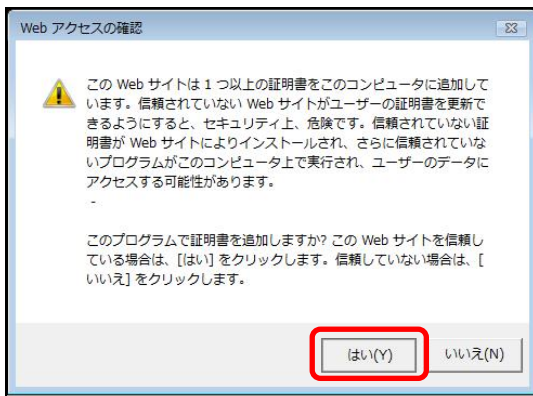 Web アクセスの確認
この Web サイトは 1 つ以上の証明書をこのコンピュータに追加して
います。信頼されていない Web サイトがユーザーの証明書を更新で
きるようにすると、セキュリティ上、危険です。信頼されていない証
明書が Web サイトによりインストールされ、さらに信頼されていな
いプログラムがこのコンピュータ上で実行され、ユーザーのデータに
アクセスする可能性があります。
-
このプログラムで証明書を追加しますか? この Web サイトを信頼し
ている場合は、[はい] をクリックします。信頼していない場合は、[
いいえ] をクリックします。
はい(Y) いいえ(N)